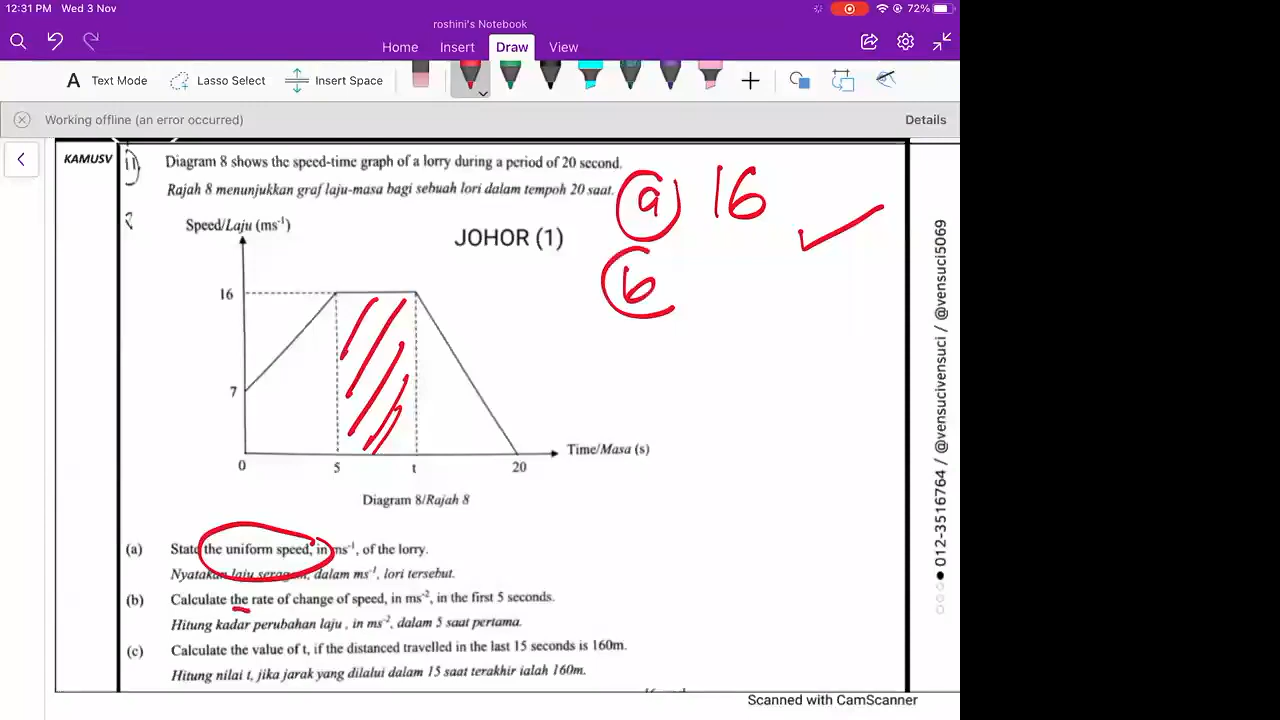 12:31 PM Wed 3 Nov
72%
roshini's Notebook
Home Insert Draw View
Text Mode Lasso Select Insert Space
Working offline (an error occurred) Details
KAMUSV
11) Diagram 8 shows the speed-time graph of a lorry during a period of 20 second.
Rajah 8 menunjukkan graf laju-masa bagi sebuah lori dalam tempoh 20 saat.
a 16
b
Speed/Laju (ms⁻¹)
JOHOR (1)
16
7
0 5 t 20
Time/Masa (s)
Diagram 8/Rajah 8
(a) State the uniform speed, in ms⁻¹, of the lorry.
Nyatakan laju seragam, dalam ms⁻¹, lori tersebut.
(b) Calculate the rate of change of speed, in ms⁻², in the first 5 seconds.
Hitung kadar perubahan laju , in ms⁻², dalam 5 saat pertama.
(c) Calculate the value of t, if the distanced travelled in the last 15 seconds is 160m.
Hitung nilai t, jika jarak yang dilalui dalam 15 saat terakhir ialah 160m.
012-3516764 / @vensucivensuci / @vensuci5069
Scanned with CamScanner